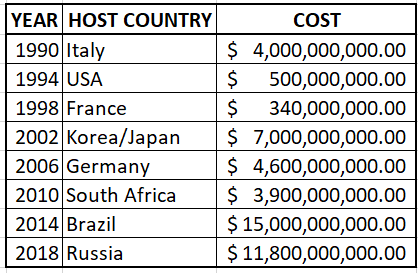 YEAR HOST COUNTRY COST
1990 Italy $ 4,000,000,000.00
1994 USA $ 500,000,000.00
1998 France $ 340,000,000.00
2002 Korea/Japan $ 7,000,000,000.00
2006 Germany $ 4,600,000,000.00
2010 South Africa $ 3,900,000,000.00
2014 Brazil $ 15,000,000,000.00
2018 Russia $ 11,800,000,000.00